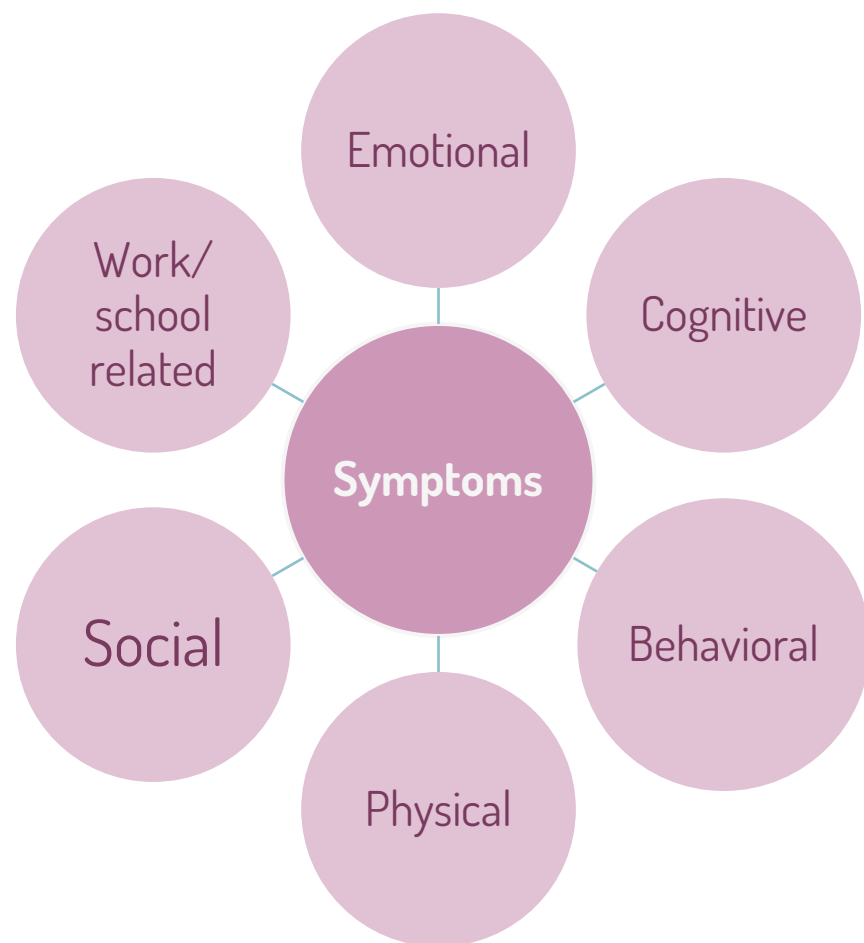 Emotional
Work/
school
related
Cognitive
Symptoms
Social
Behavioral
Physical